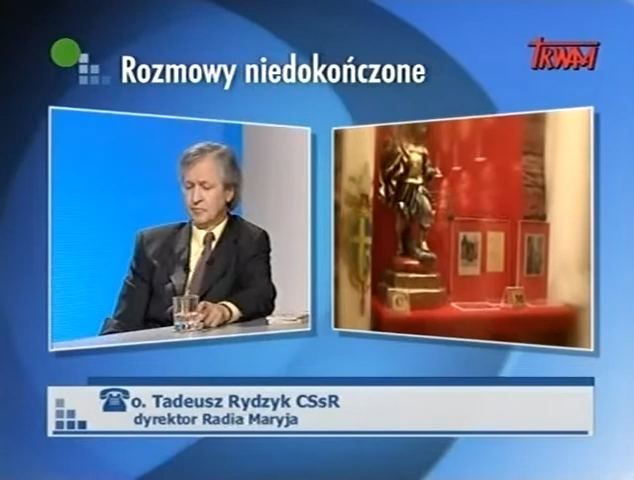 Rozmowy niedokończone
TRWAM
o. Tadeusz Rydzyk CSsR
dyrektor Radia Maryja